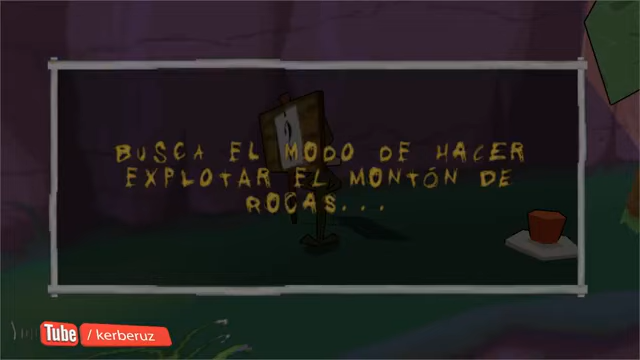 BUSCA EL MODO DE HACER
EXPLOTAR EL MONTÓN DE
ROCAS...
Tube /kerberuz